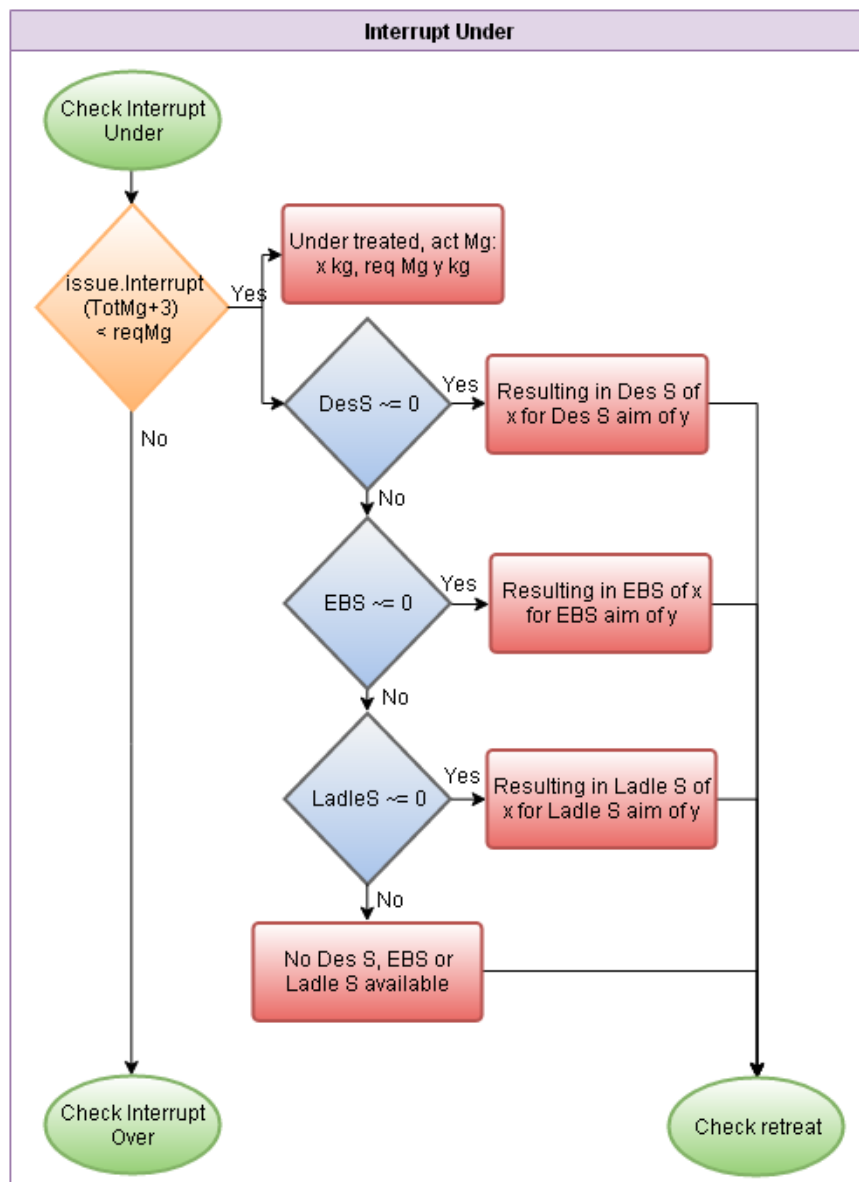 Interrupt Under
Check Interrupt
Under
issue.Interrupt
(TotMg+3)
< reqMg
Yes
Under treated, act Mg:
x kg, req Mg y kg
No
DesS ~= 0
Yes
Resulting in Des S of
x for Des S aim of y
No
EBS ~= 0
Yes
Resulting in EBS of x
for EBS aim of y
No
LadleS ~= 0
Yes
Resulting in Ladle S of
x for Ladle S aim of y
No
No Des S, EBS or
Ladle S available
Check Interrupt
Over
Check retreat